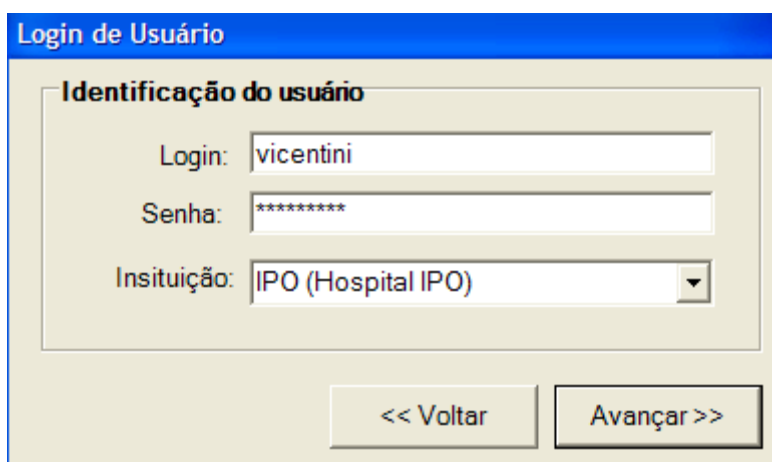 Login de Usuário
Identificação do usuário
Login: vicentini
Senha: *********
Insituição: IPO (Hospital IPO)
<< Voltar Avançar >>